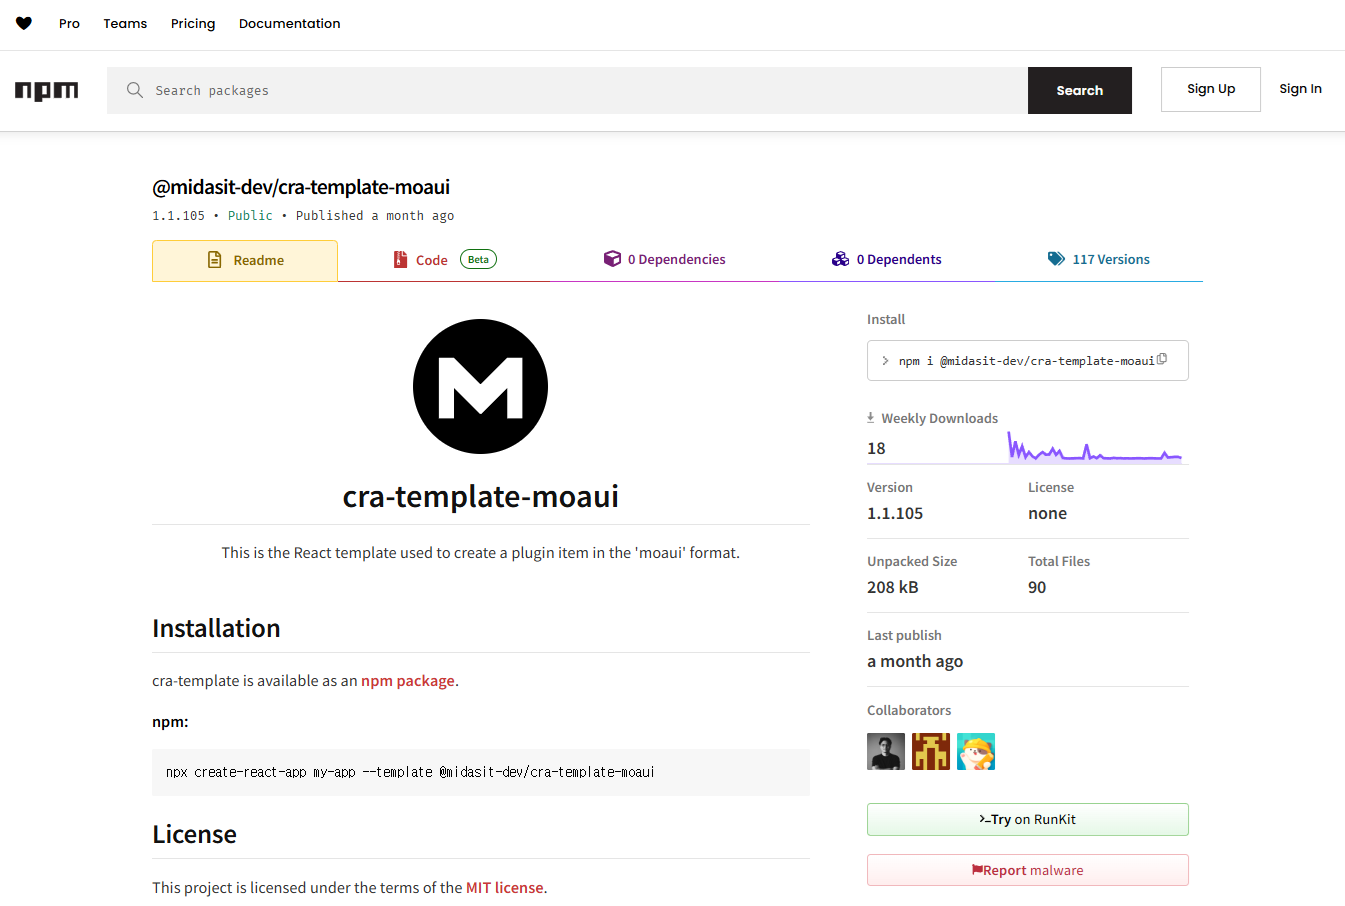 Pro Teams Pricing Documentation
npm Search packages Search Sign Up Sign In
@midasit-dev/cra-template-moaui
1.1.105 • Public • Published a month ago
Readme Code Beta 0 Dependencies 0 Dependents 117 Versions
M
cra-template-moaui
This is the React template used to create a plugin item in the 'moaui' format.
Installation
cra-template is available as an npm package.
npm:
npx create-react-app my-app --template @midasit-dev/cra-template-moaui
License
This project is licensed under the terms of the MIT license.
Install
> npm i @midasit-dev/cra-template-moaui
Weekly Downloads
18
Version License
1.1.105 none
Unpacked Size Total Files
208 kB 90
Last publish
a month ago
Collaborators
>_Try on RunKit
Report malware